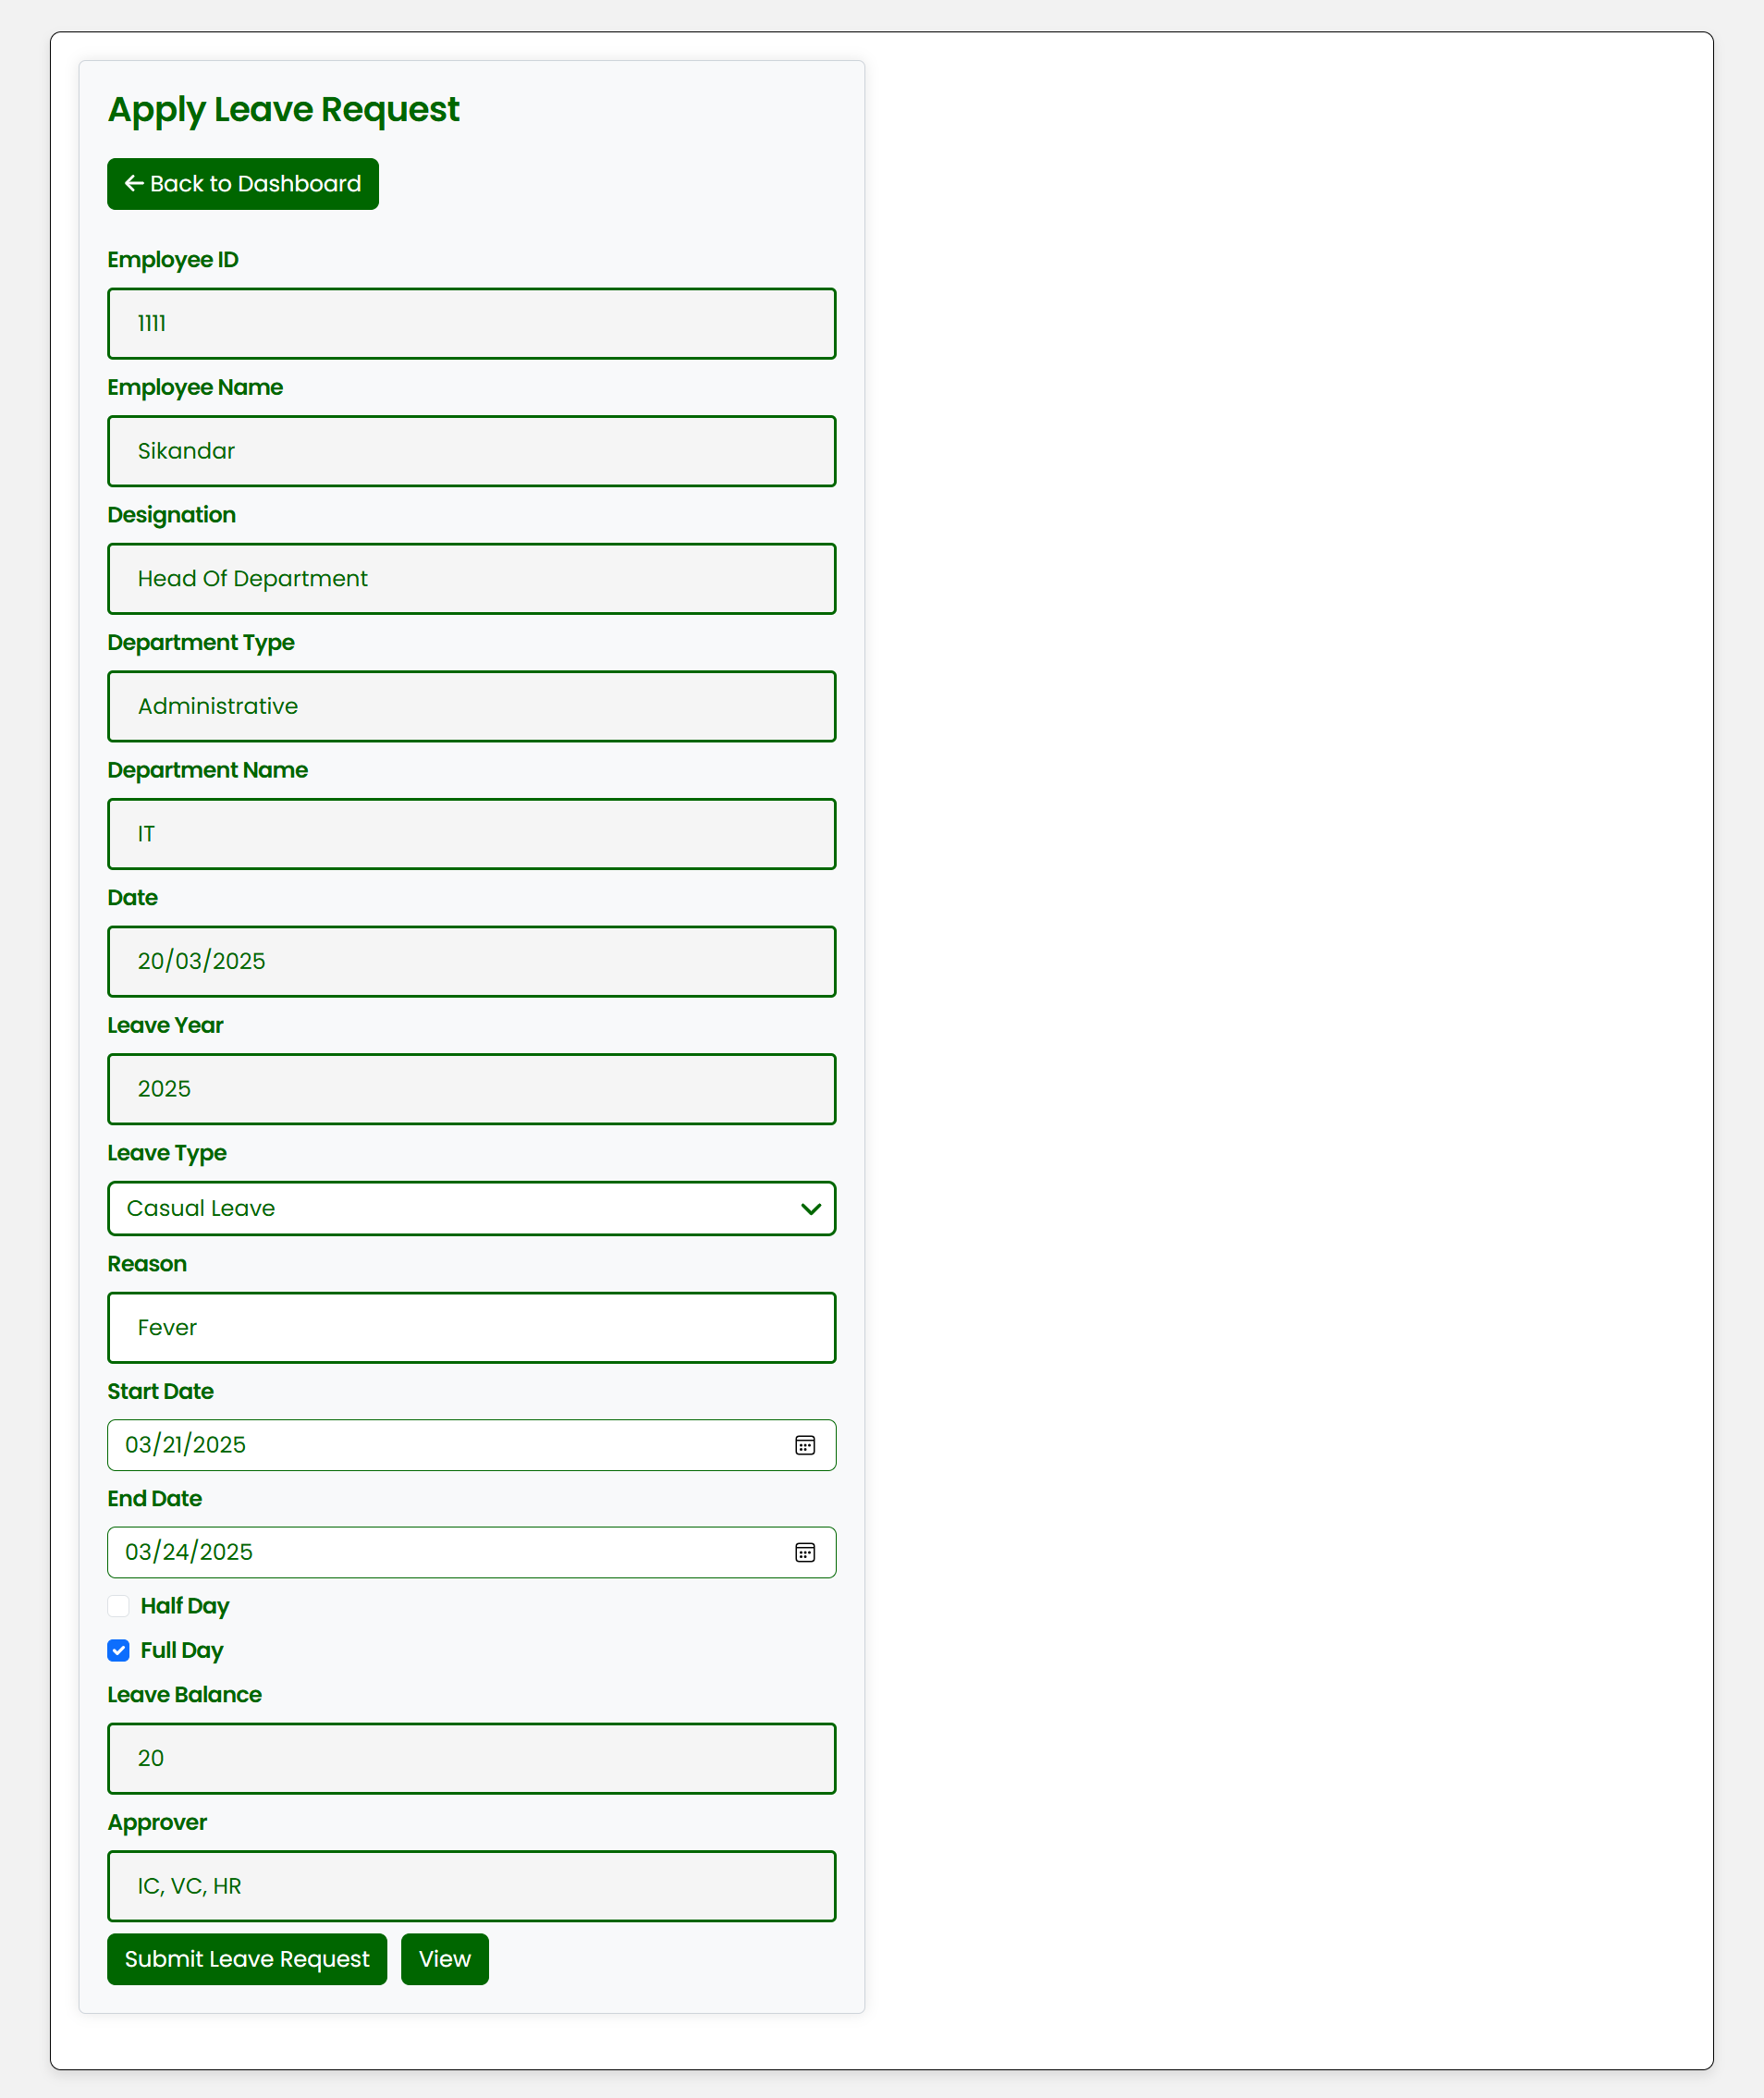 Apply Leave Request
← Back to Dashboard
Employee ID
1111
Employee Name
Sikandar
Designation
Head Of Department
Department Type
Administrative
Department Name
IT
Date
20/03/2025
Leave Year
2025
Leave Type
Casual Leave
Reason
Fever
Start Date
03/21/2025
End Date
03/24/2025
Half Day
Full Day
Leave Balance
20
Approver
IC, VC, HR
Submit Leave Request View